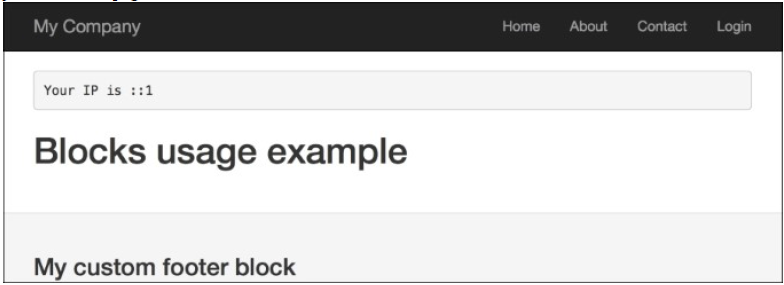 My Company Home About Contact Login
Your IP is ::1
Blocks usage example
My custom footer block